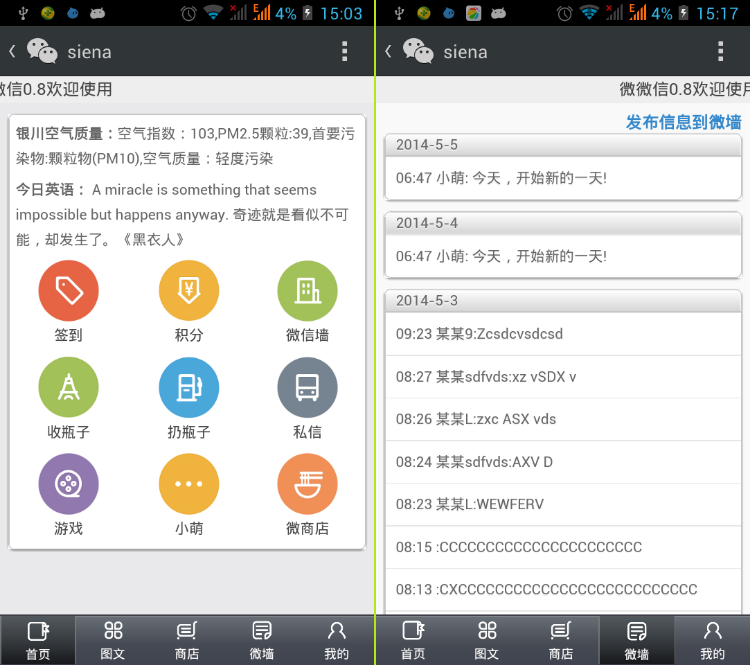 4% 15:03
siena
微信0.8欢迎使用
银川空气质量：空气指数：103,PM2.5颗粒:39,首要污
染物:颗粒物(PM10),空气质量：轻度污染
今日英语： A miracle is something that seems
impossible but happens anyway. 奇迹就是看似不可
能，却发生了。《黑衣人》
签到 积分 微信墙
收瓶子 扔瓶子 私信
游戏 小萌 微商店
首页 图文 商店 微墙 我的
E 4% 15:17
siena
微微信0.8欢迎使用
发布信息到微墙
2014-5-5
06:47 小萌: 今天，开始新的一天!
2014-5-4
06:47 小萌: 今天，开始新的一天!
2014-5-3
09:23 某某9:Zcsdcvsdcsd
08:27 某某sdfvds:xz vSDX v
08:26 某某L:zxc ASX vds
08:24 某某sdfvds:AXV D
08:23 某某L:WEWFERV
08:15 :CCCCCCCCCCCCCCCCCCCCCC
08:13 :CXCCCCCCCCCCCCCCCCCCCCCCCCCC
首页 图文 商店 微墙 我的